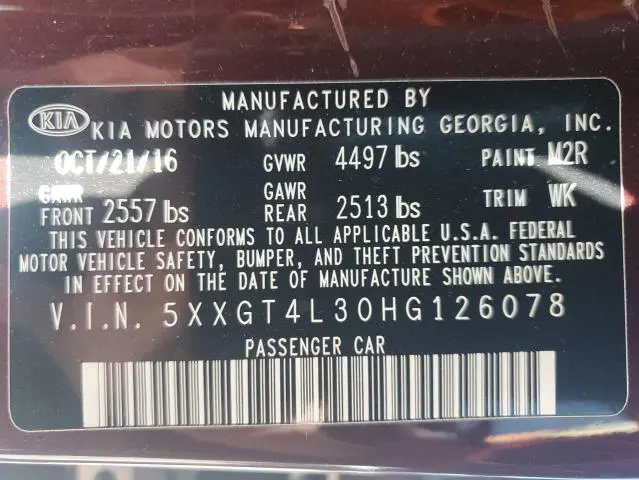 MANUFACTURED BY
KIA KIA MOTORS MANUFACTURING GEORGIA, INC.
OCT/21/16 GVWR 4497 lbs PAINT M2R
GAWR FRONT 2557 lbs GAWR REAR 2513 lbs TRIM WK
THIS VEHICLE CONFORMS TO ALL APPLICABLE U.S.A. FEDERAL
MOTOR VEHICLE SAFETY, BUMPER, AND THEFT PREVENTION STANDARDS
IN EFFECT ON THE DATE OF MANUFACTURE SHOWN ABOVE.
V.I.N. 5XXGT4L30HG126078
PASSENGER CAR